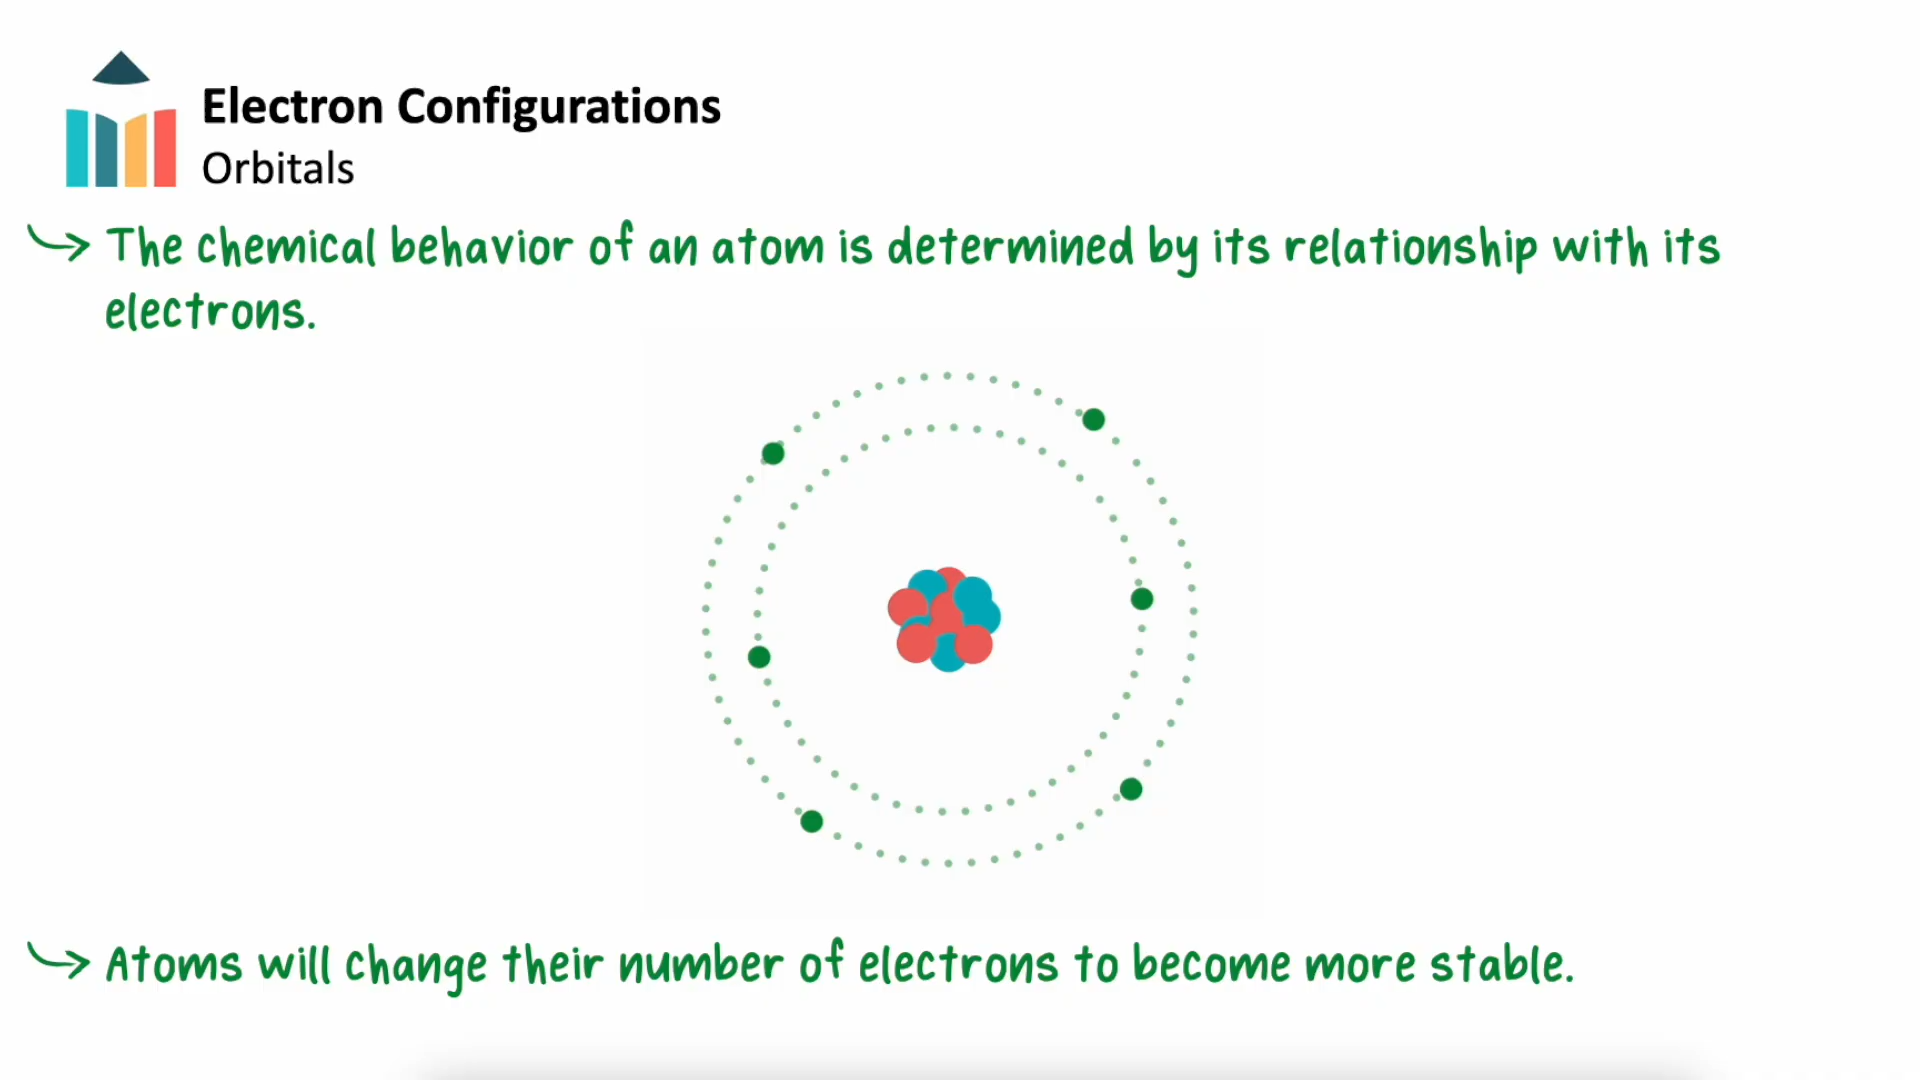 Electron Configurations
Orbitals
The chemical behavior of an atom is determined by its relationship with its
electrons.
Atoms will change their number of electrons to become more stable.